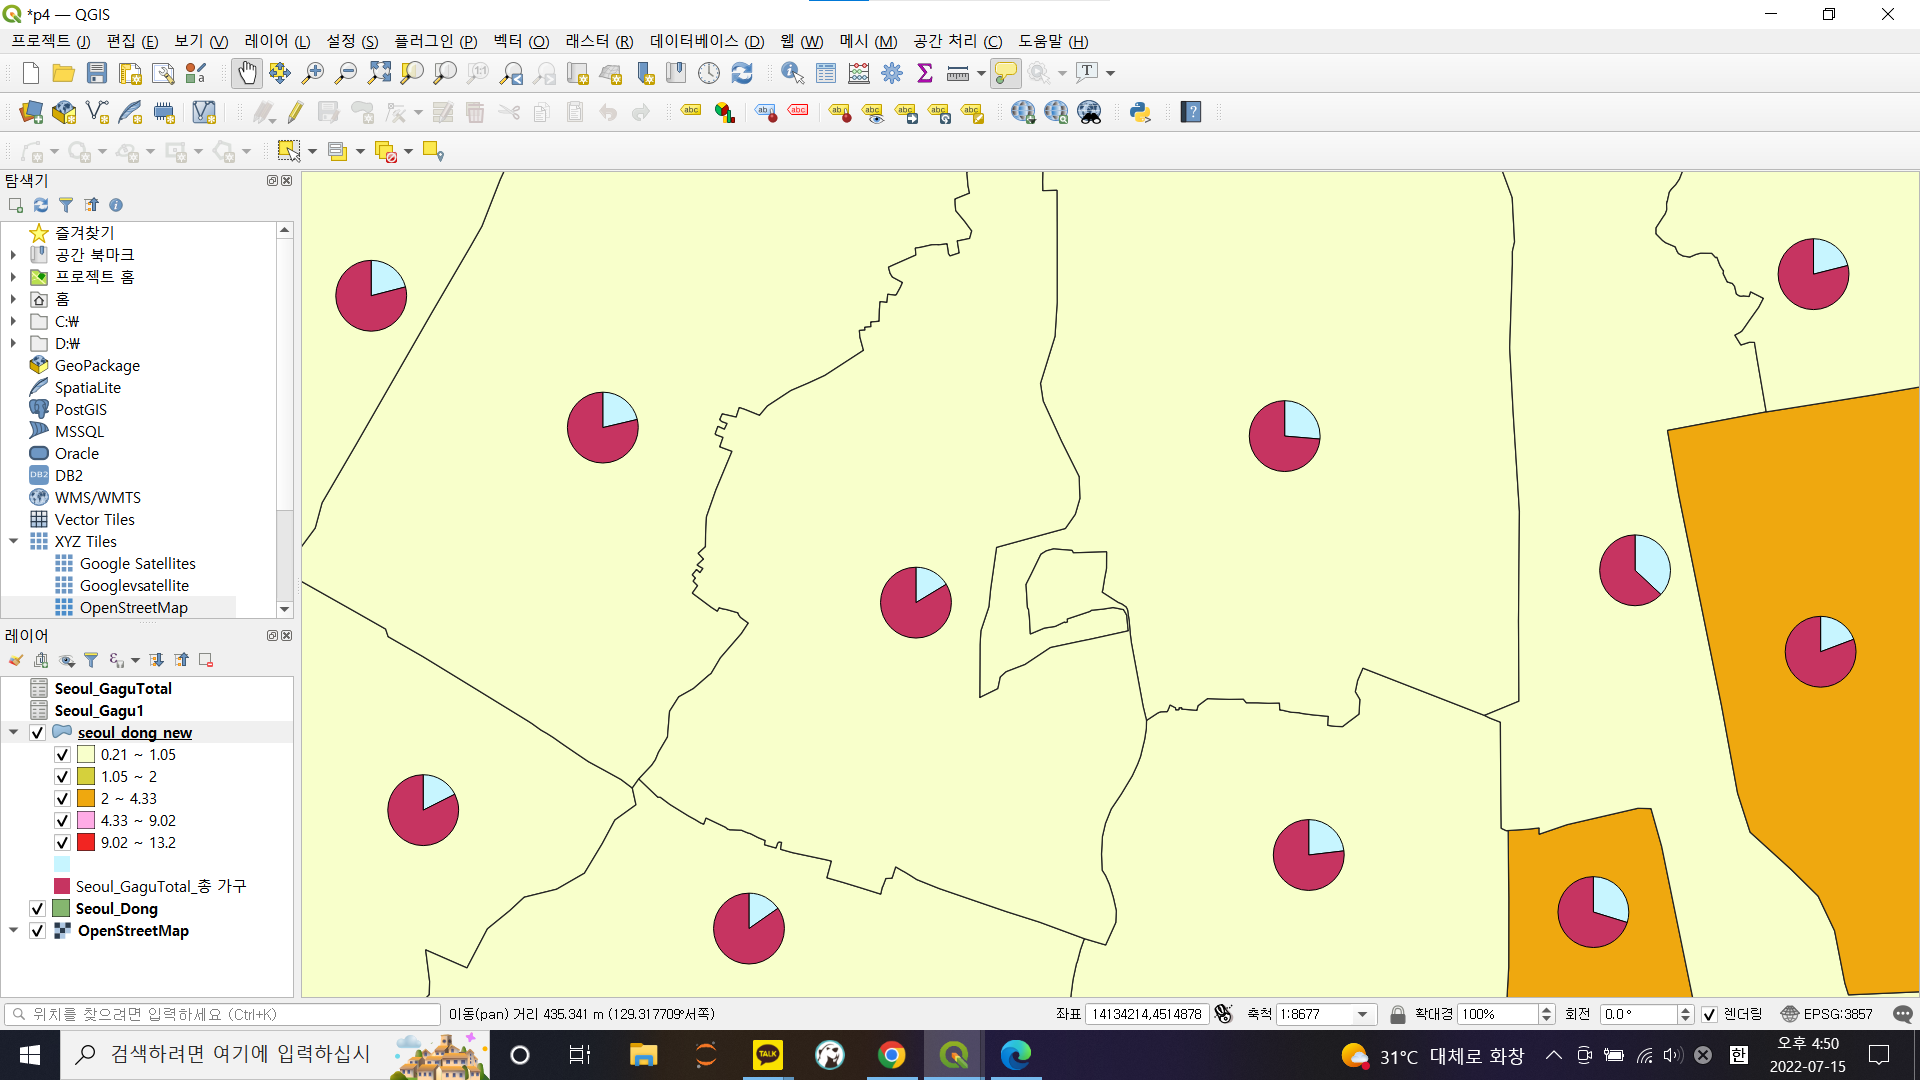 *p4 — QGIS
프로젝트 (J) 편집 (E) 보기 (V) 레이어 (L) 설정 (S) 플러그인 (P) 벡터 (O) 래스터 (R) 데이터베이스 (D) 웹 (W) 메시 (M) 공간 처리 (C) 도움말 (H)
탐색기
즐겨찾기
공간 북마크
프로젝트 홈
홈
C:₩
D:₩
GeoPackage
SpatiaLite
PostGIS
MSSQL
Oracle
DB2
WMS/WMTS
Vector Tiles
XYZ Tiles
Google Satellites
Googlevsatellite
OpenStreetMap
레이어
Seoul_GaguTotal
Seoul_Gagu1
seoul_dong_new
0.21 ~ 1.05
1.05 ~ 2
2 ~ 4.33
4.33 ~ 9.02
9.02 ~ 13.2
Seoul_GaguTotal_총 가구
Seoul_Dong
OpenStreetMap
위치를 찾으려면 입력하세요 (Ctrl+K)
이동(pan) 거리 435.341 m (129.317709°서쪽)
좌표 14134214,4514878 축척 1:8677 확대경 100% 회전 0.0 ° 렌더링 EPSG:3857
검색하려면 여기에 입력하십시
TALK
31°C 대체로 화창
한
오후 4:50
2022-07-15